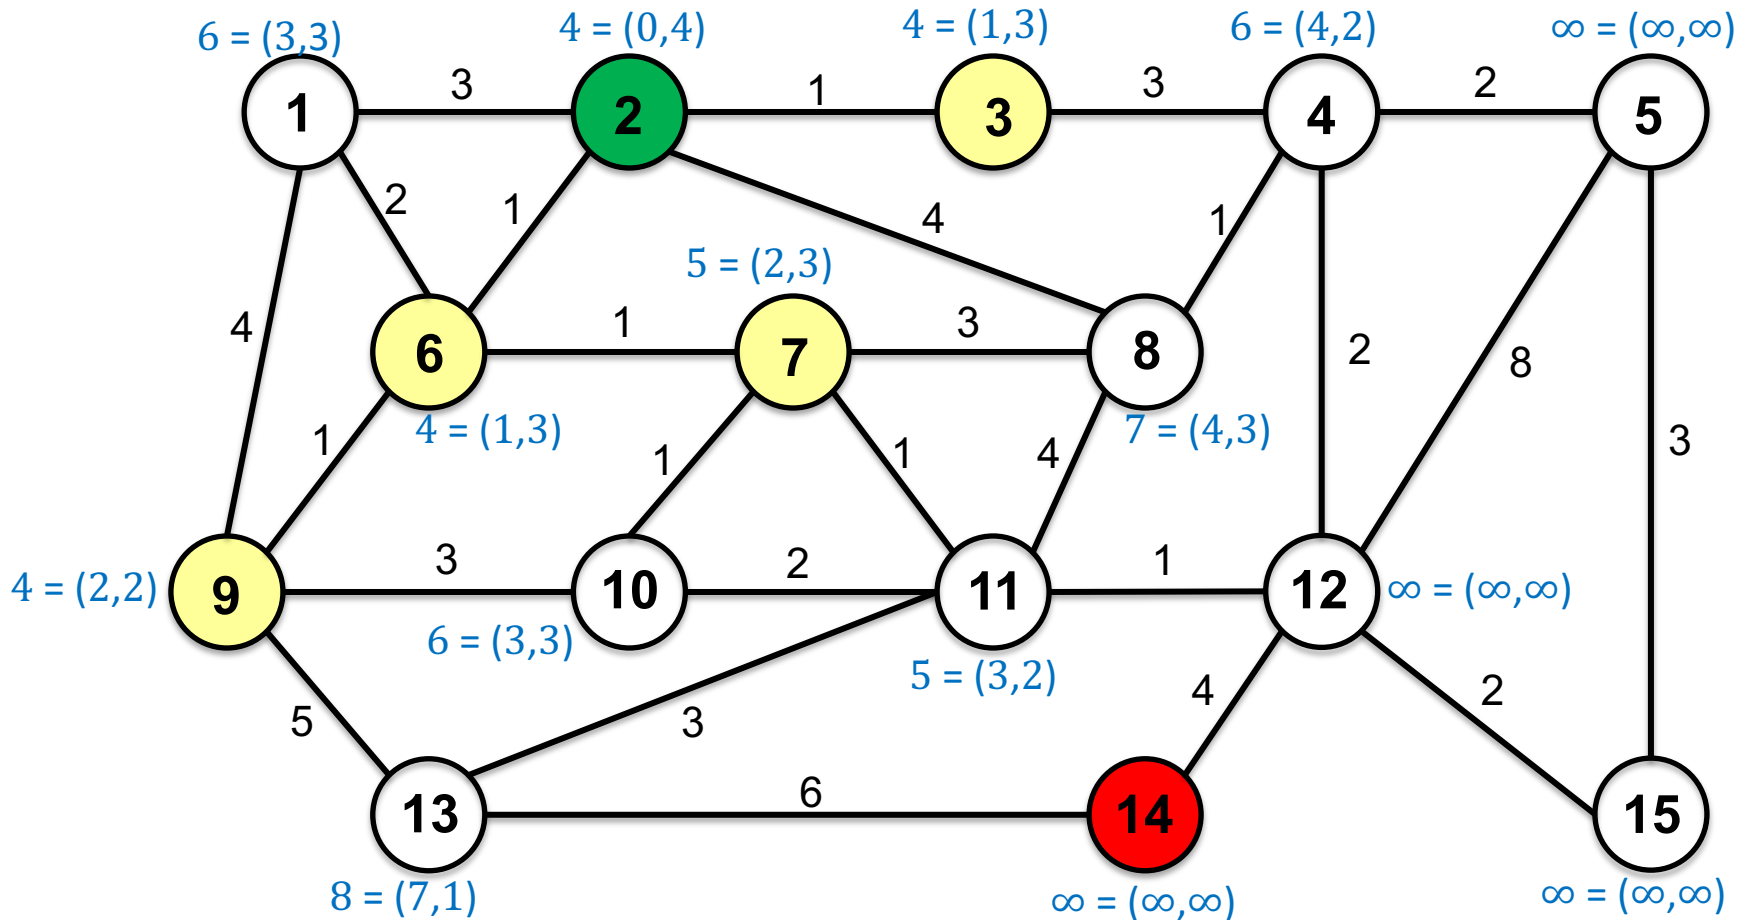 6 = (3,3)
4 = (0,4)
4 = (1,3)
6 = (4,2)
∞ = (∞,∞)
1
3
2
1
3
3
4
2
5
2
1
4
1
5 = (2,3)
4
6
1
7
3
8
2
8
4 = (1,3)
7 = (4,3)
1
1
1
4
3
4 = (2,2)
9
3
10
2
11
1
12
∞ = (∞,∞)
6 = (3,3)
5 = (3,2)
5
3
4
2
13
6
14
15
8 = (7,1)
∞ = (∞,∞)
∞ = (∞,∞)